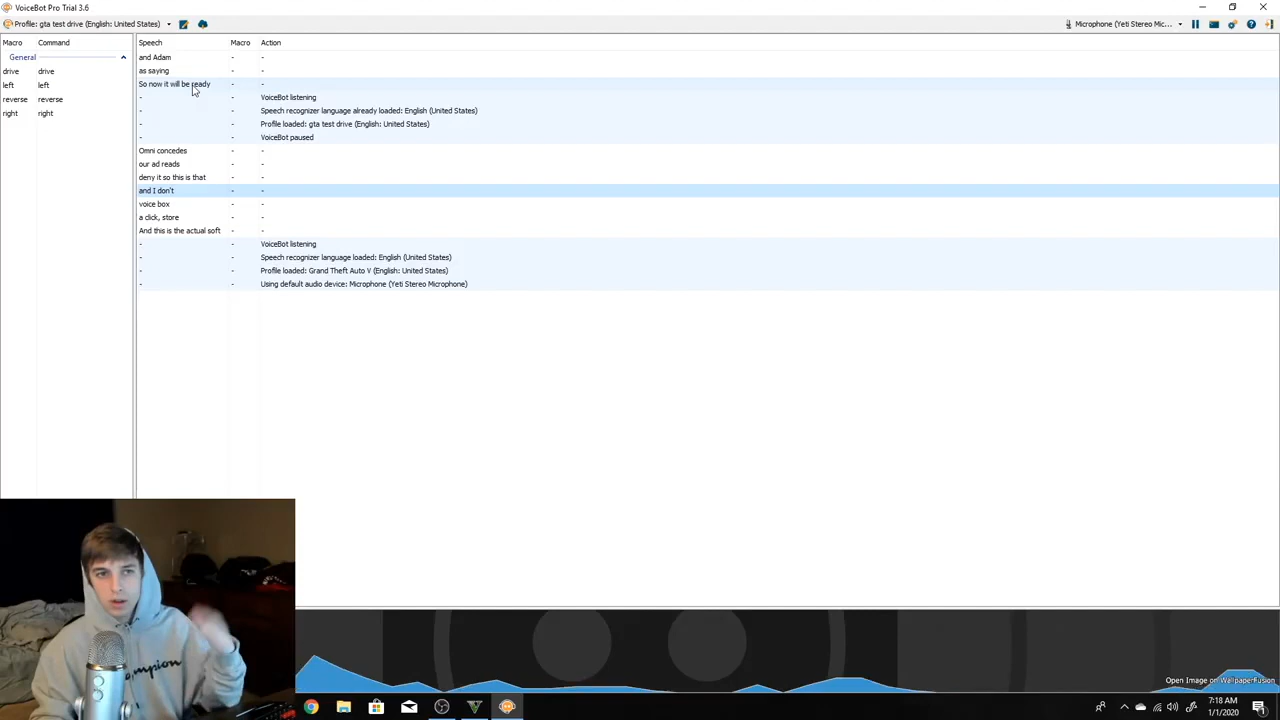 VoiceBot Pro Trial 3.6
Profile: gta test drive (English: United States)
Microphone (Yeti Stereo Mic...
Macro Command Speech Macro Action
General
drive drive
left left
reverse reverse
right right
and Adam - -
as saying - -
So now it will be ready - -
- - VoiceBot listening
- - Speech recognizer language already loaded: English (United States)
- - Profile loaded: gta test drive (English: United States)
- - VoiceBot paused
Omni concedes - -
our ad reads - -
deny it so this is that - -
and I don't - -
voice box - -
a click, store - -
And this is the actual soft - -
- - VoiceBot listening
- - Speech recognizer language loaded: English (United States)
- - Profile loaded: Grand Theft Auto V (English: United States)
- - Using default audio device: Microphone (Yeti Stereo Microphone)
Champion
Open Image on WallpaperFusion
7:18 AM
1/1/2020